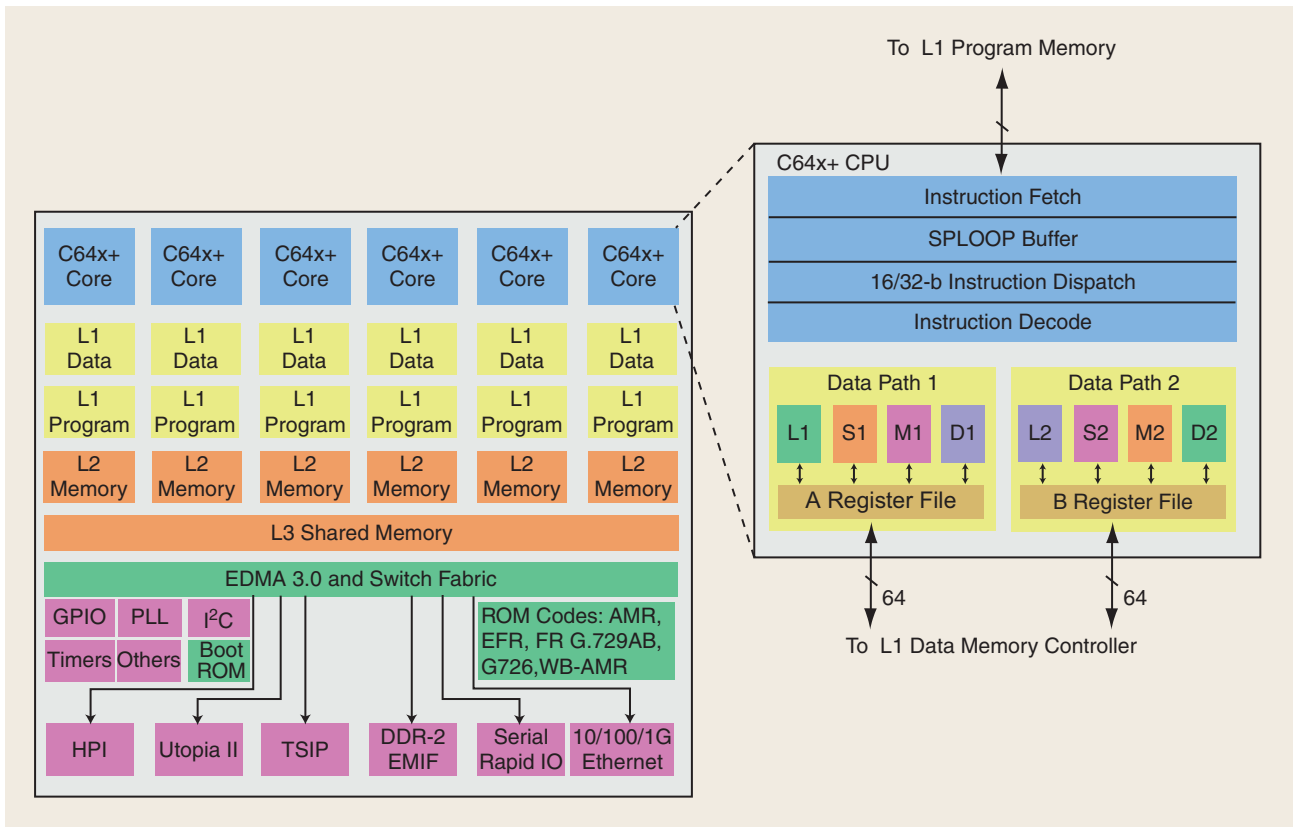 To L1 Program Memory
C64x+ CPU
Instruction Fetch
SPLOOP Buffer
16/32-b Instruction Dispatch
Instruction Decode
Data Path 1
Data Path 2
L1
S1
M1
D1
L2
S2
M2
D2
A Register File
B Register File
64
64
To L1 Data Memory Controller
C64x+
Core
C64x+
Core
C64x+
Core
C64x+
Core
C64x+
Core
C64x+
Core
L1
Data
L1
Data
L1
Data
L1
Data
L1
Data
L1
Data
L1
Program
L1
Program
L1
Program
L1
Program
L1
Program
L1
Program
L2
Memory
L2
Memory
L2
Memory
L2
Memory
L2
Memory
L2
Memory
L3 Shared Memory
EDMA 3.0 and Switch Fabric
GPIO
PLL
I²C
Timers
Others
Boot
ROM
ROM Codes: AMR,
EFR, FR G.729AB,
G726,WB-AMR
HPI
Utopia II
TSIP
DDR-2
EMIF
Serial
Rapid IO
10/100/1G
Ethernet